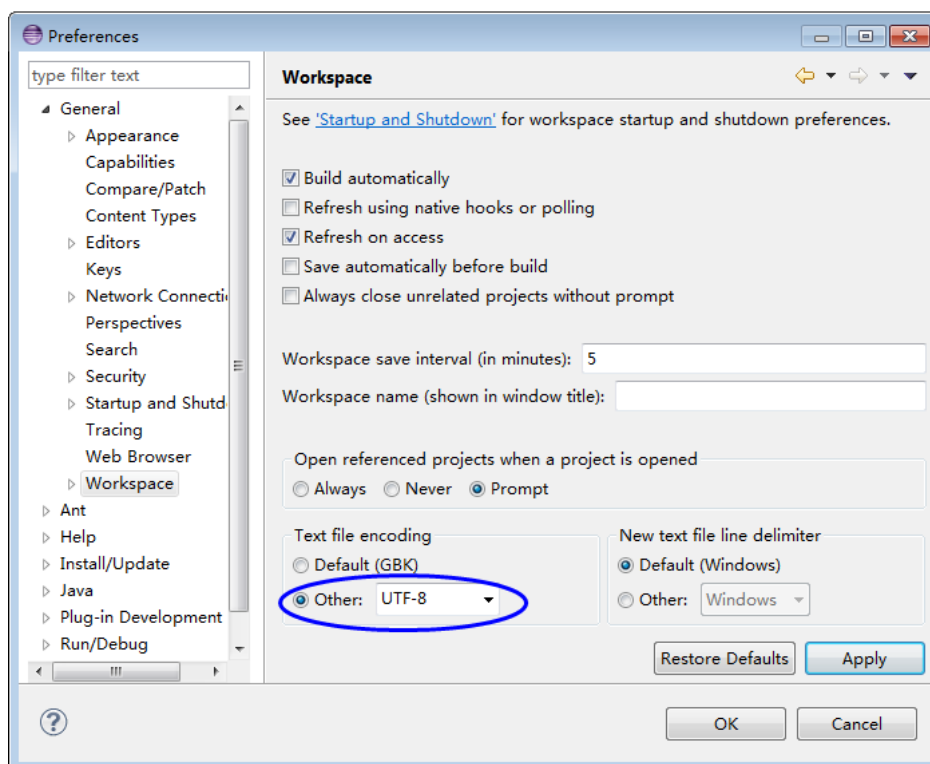 Preferences
type filter text
General
Appearance
Capabilities
Compare/Patch
Content Types
Editors
Keys
Network Connecti
Perspectives
Search
Security
Startup and Shutd
Tracing
Web Browser
Workspace
Ant
Help
Install/Update
Java
Plug-in Development
Run/Debug
Workspace
See 'Startup and Shutdown' for workspace startup and shutdown preferences.
Build automatically
Refresh using native hooks or polling
Refresh on access
Save automatically before build
Always close unrelated projects without prompt
Workspace save interval (in minutes): 5
Workspace name (shown in window title):
Open referenced projects when a project is opened
Always Never Prompt
Text file encoding
Default (GBK)
Other: UTF-8
New text file line delimiter
Default (Windows)
Other: Windows
Restore Defaults Apply
OK Cancel